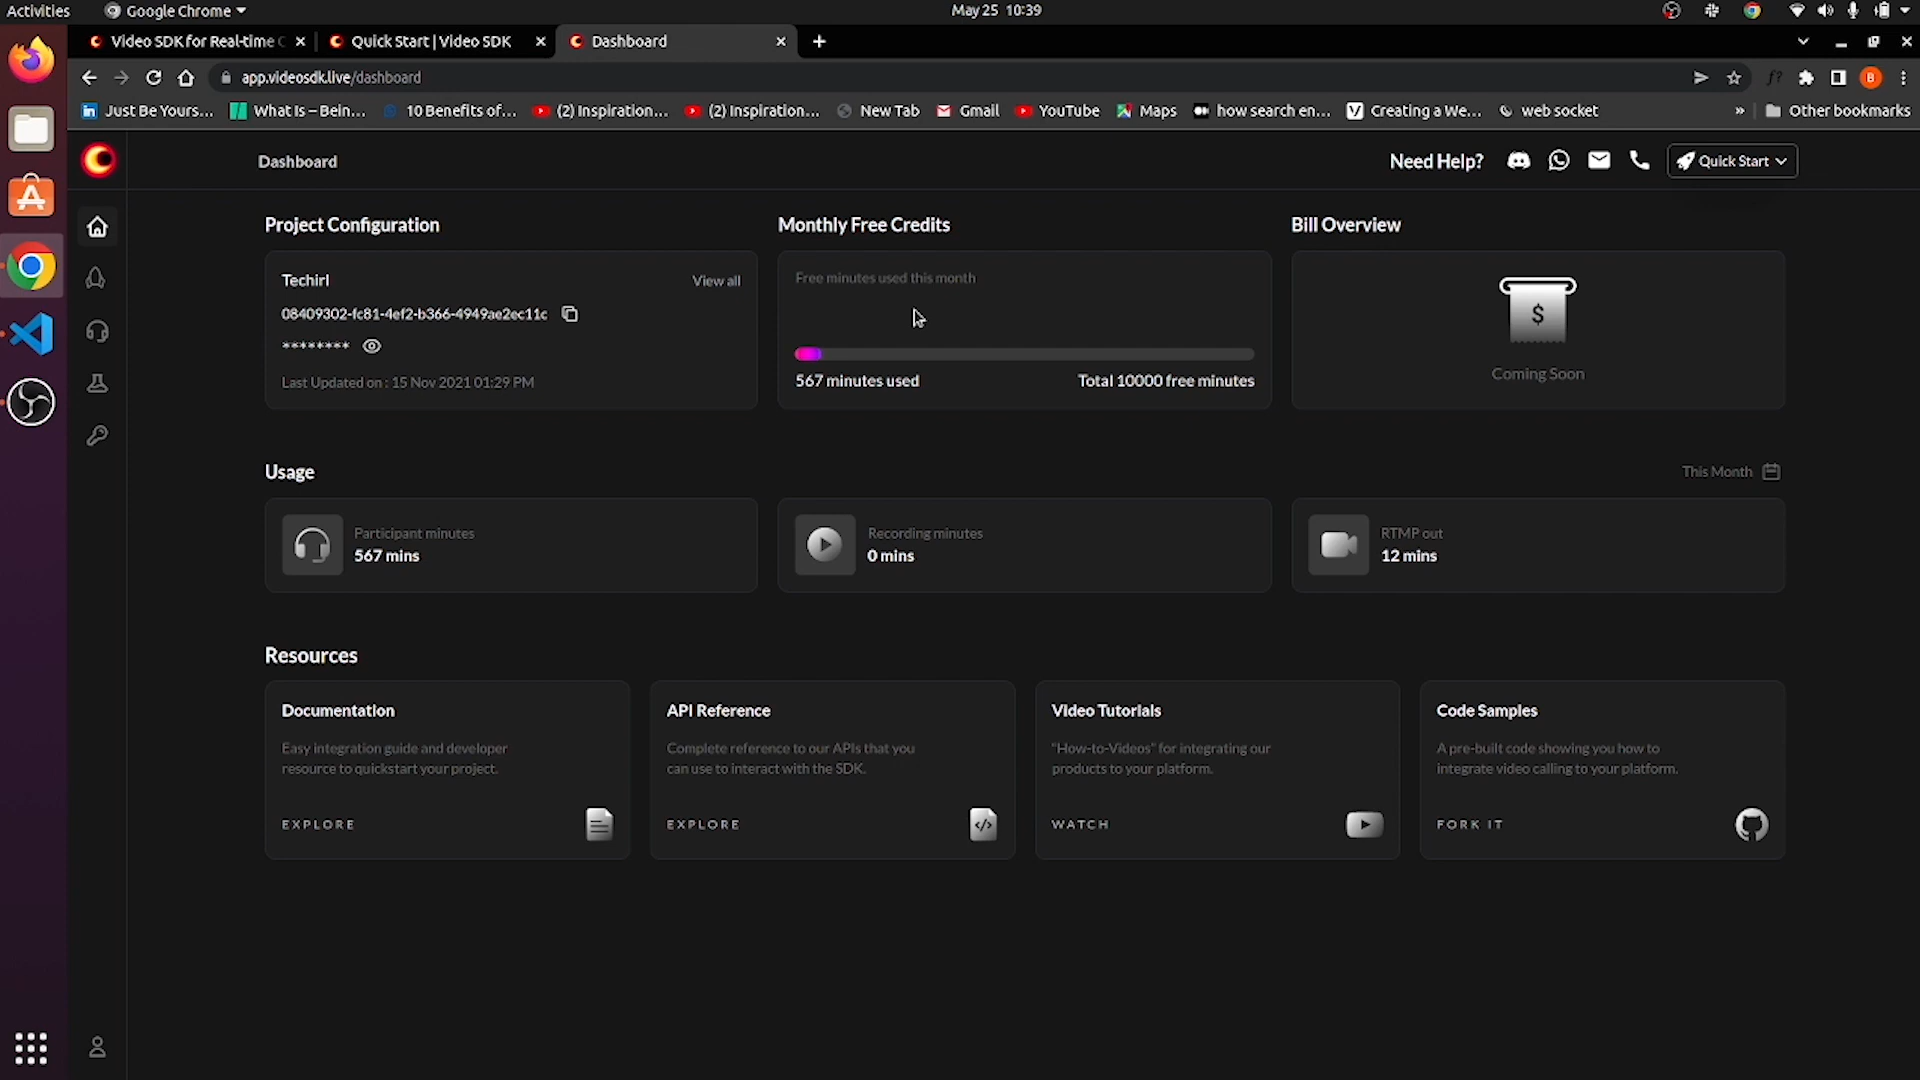 Activities
Google Chrome
May 25 10:39
Video SDK for Real-time C
Quick Start | Video SDK
Dashboard
app.videosdk.live/dashboard
f?
B
Just Be Yours...
What Is – Bein...
10 Benefits of...
(2) Inspiration...
(2) Inspiration...
New Tab
Gmail
YouTube
Maps
how search en...
Creating a We...
web socket
»
Other bookmarks
Dashboard
Need Help?
Quick Start
Project Configuration
Monthly Free Credits
Bill Overview
Techirl
View all
08409302-fc81-4ef2-b366-4949ae2ec11c
********
Last Updated on : 15 Nov 2021 01:29 PM
Free minutes used this month
567 minutes used
Total 10000 free minutes
$
Coming Soon
Usage
This Month
Participant minutes
567 mins
Recording minutes
0 mins
RTMP out
12 mins
Resources
Documentation
Easy integration guide and developer
resource to quickstart your project.
EXPLORE
API Reference
Complete reference to our APIs that you
can use to interact with the SDK.
EXPLORE
Video Tutorials
"How-to-Videos" for integrating our
products to your platform.
WATCH
Code Samples
A pre-built code showing you how to
integrate video calling to your platform.
FORK IT